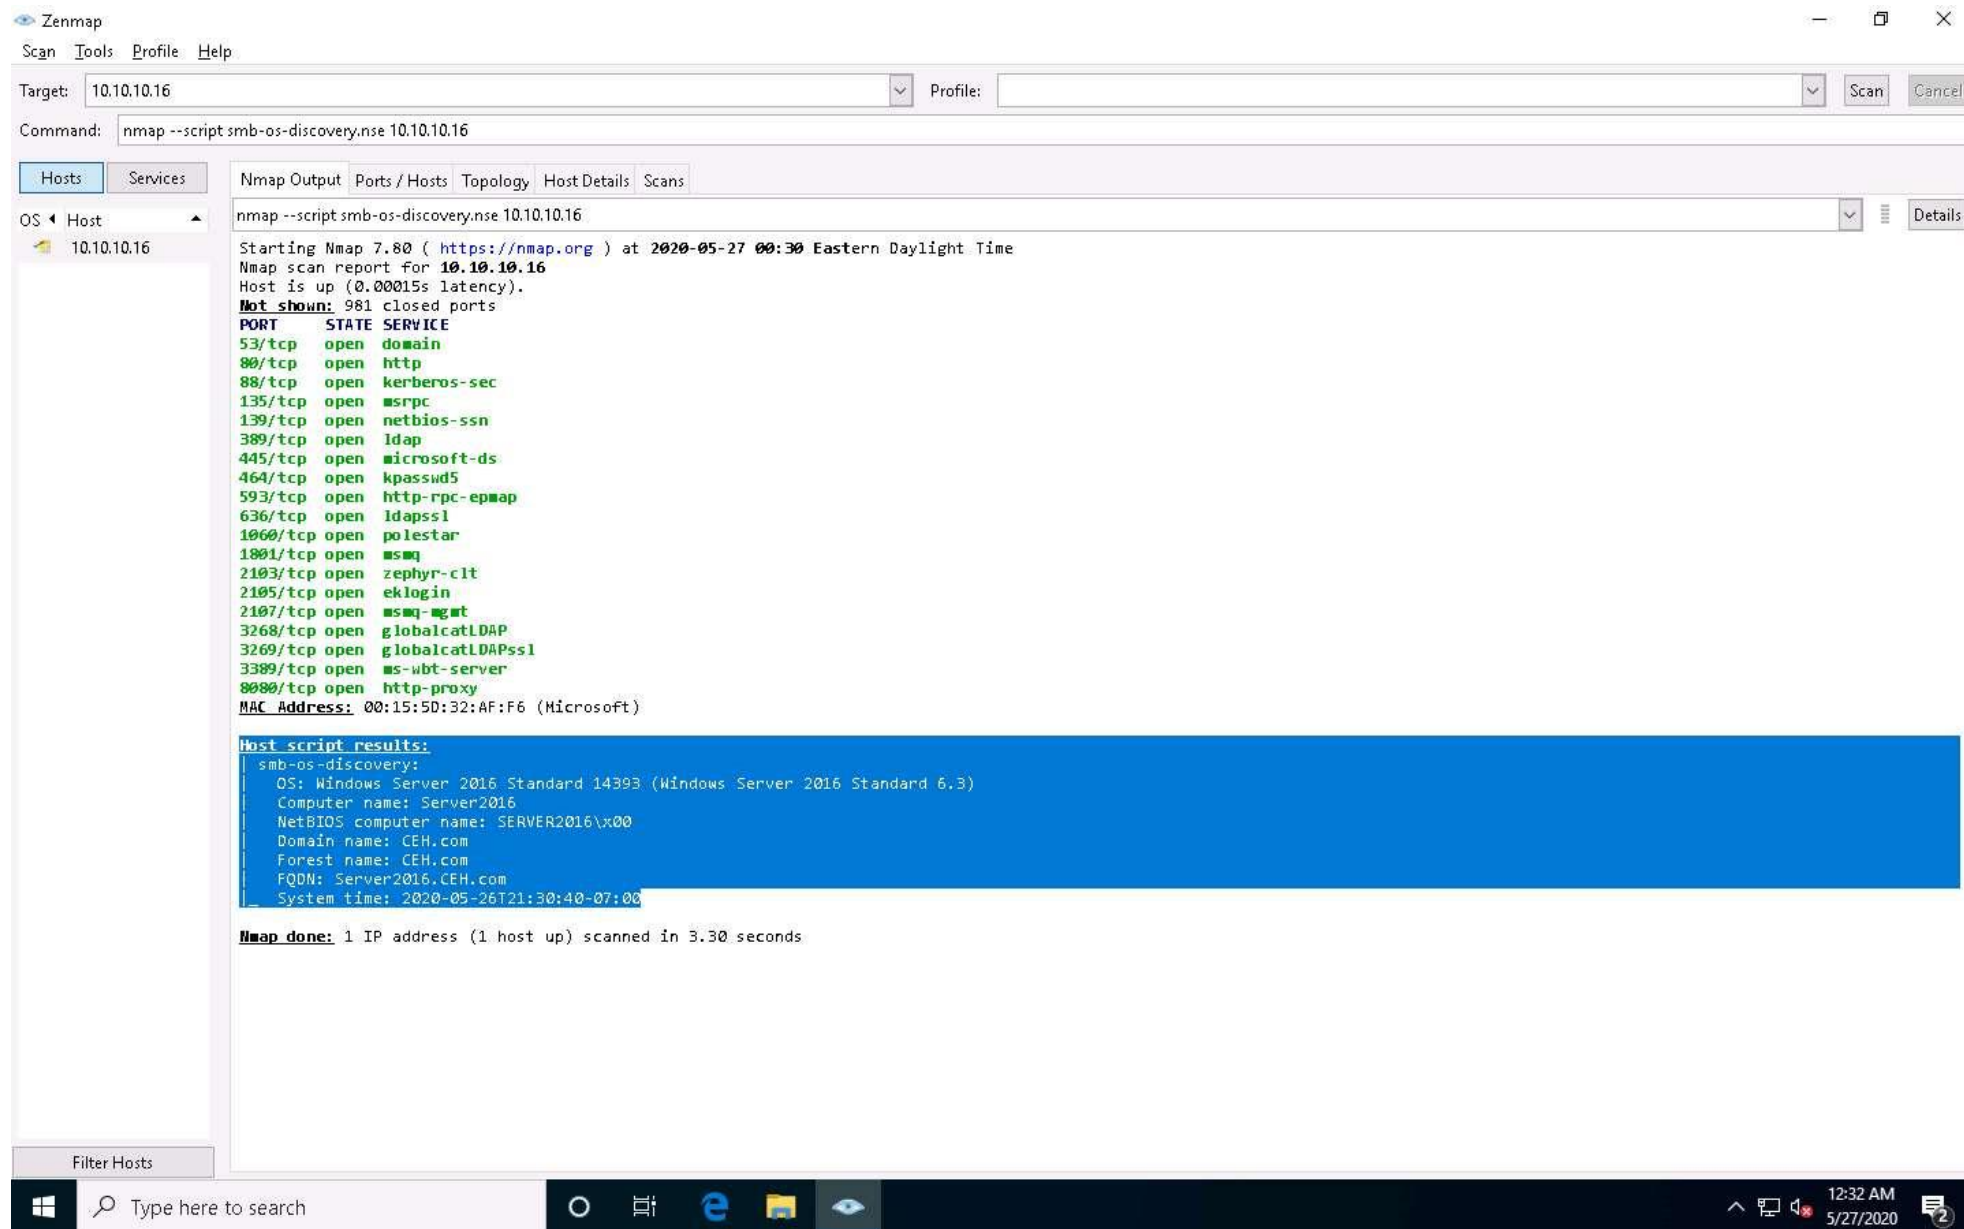 Zenmap
Scan Tools Profile Help
Target: 10.10.10.16 Profile: Scan Cancel
Command: nmap --script smb-os-discovery.nse 10.10.10.16
Hosts Services Nmap Output Ports / Hosts Topology Host Details Scans
OS Host nmap --script smb-os-discovery.nse 10.10.10.16 Details
10.10.10.16
Starting Nmap 7.80 ( https://nmap.org ) at 2020-05-27 00:30 Eastern Daylight Time
Nmap scan report for 10.10.10.16
Host is up (0.00015s latency).
Not shown: 981 closed ports
PORT STATE SERVICE
53/tcp open domain
80/tcp open http
88/tcp open kerberos-sec
135/tcp open msrpc
139/tcp open netbios-ssn
389/tcp open ldap
445/tcp open microsoft-ds
464/tcp open kpasswd5
593/tcp open http-rpc-epmap
636/tcp open ldapssl
1060/tcp open polestar
1801/tcp open msmq
2103/tcp open zephyr-clt
2105/tcp open eklogin
2107/tcp open msmq-mgmt
3268/tcp open globalcatLDAP
3269/tcp open globalcatLDAPssl
3389/tcp open ms-wbt-server
8080/tcp open http-proxy
MAC Address: 00:15:5D:32:AF:F6 (Microsoft)
Host script results:
| smb-os-discovery:
|   OS: Windows Server 2016 Standard 14393 (Windows Server 2016 Standard 6.3)
|   Computer name: Server2016
|   NetBIOS computer name: SERVER2016\x00
|   Domain name: CEH.com
|   Forest name: CEH.com
|   FQDN: Server2016.CEH.com
|_  System time: 2020-05-26T21:30:40-07:00
Nmap done: 1 IP address (1 host up) scanned in 3.30 seconds
Filter Hosts
Type here to search
12:32 AM
5/27/2020
2